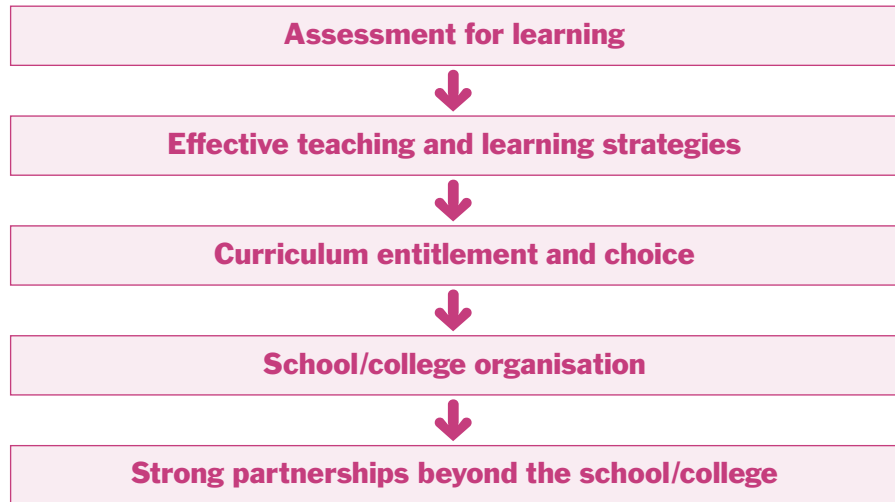 Assessment for learning
Effective teaching and learning strategies
Curriculum entitlement and choice
School/college organisation
Strong partnerships beyond the school/college